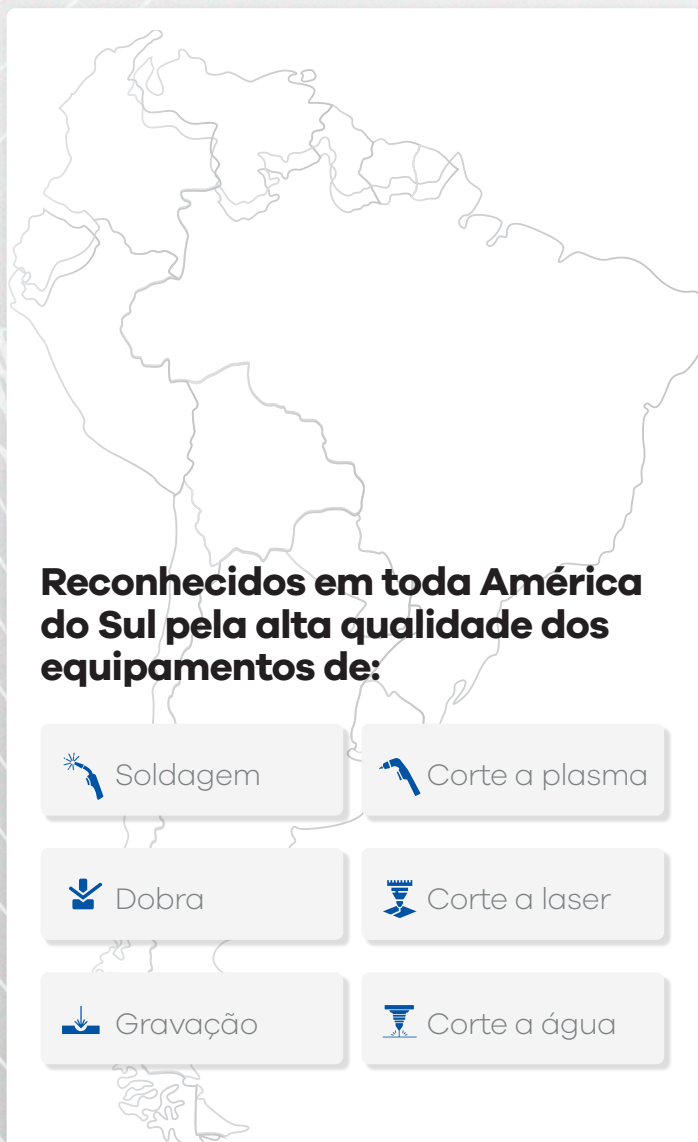 Reconhecidos em toda América
do Sul pela alta qualidade dos
equipamentos de:
Soldagem
Corte a plasma
Dobra
Corte a laser
Gravação
Corte a água